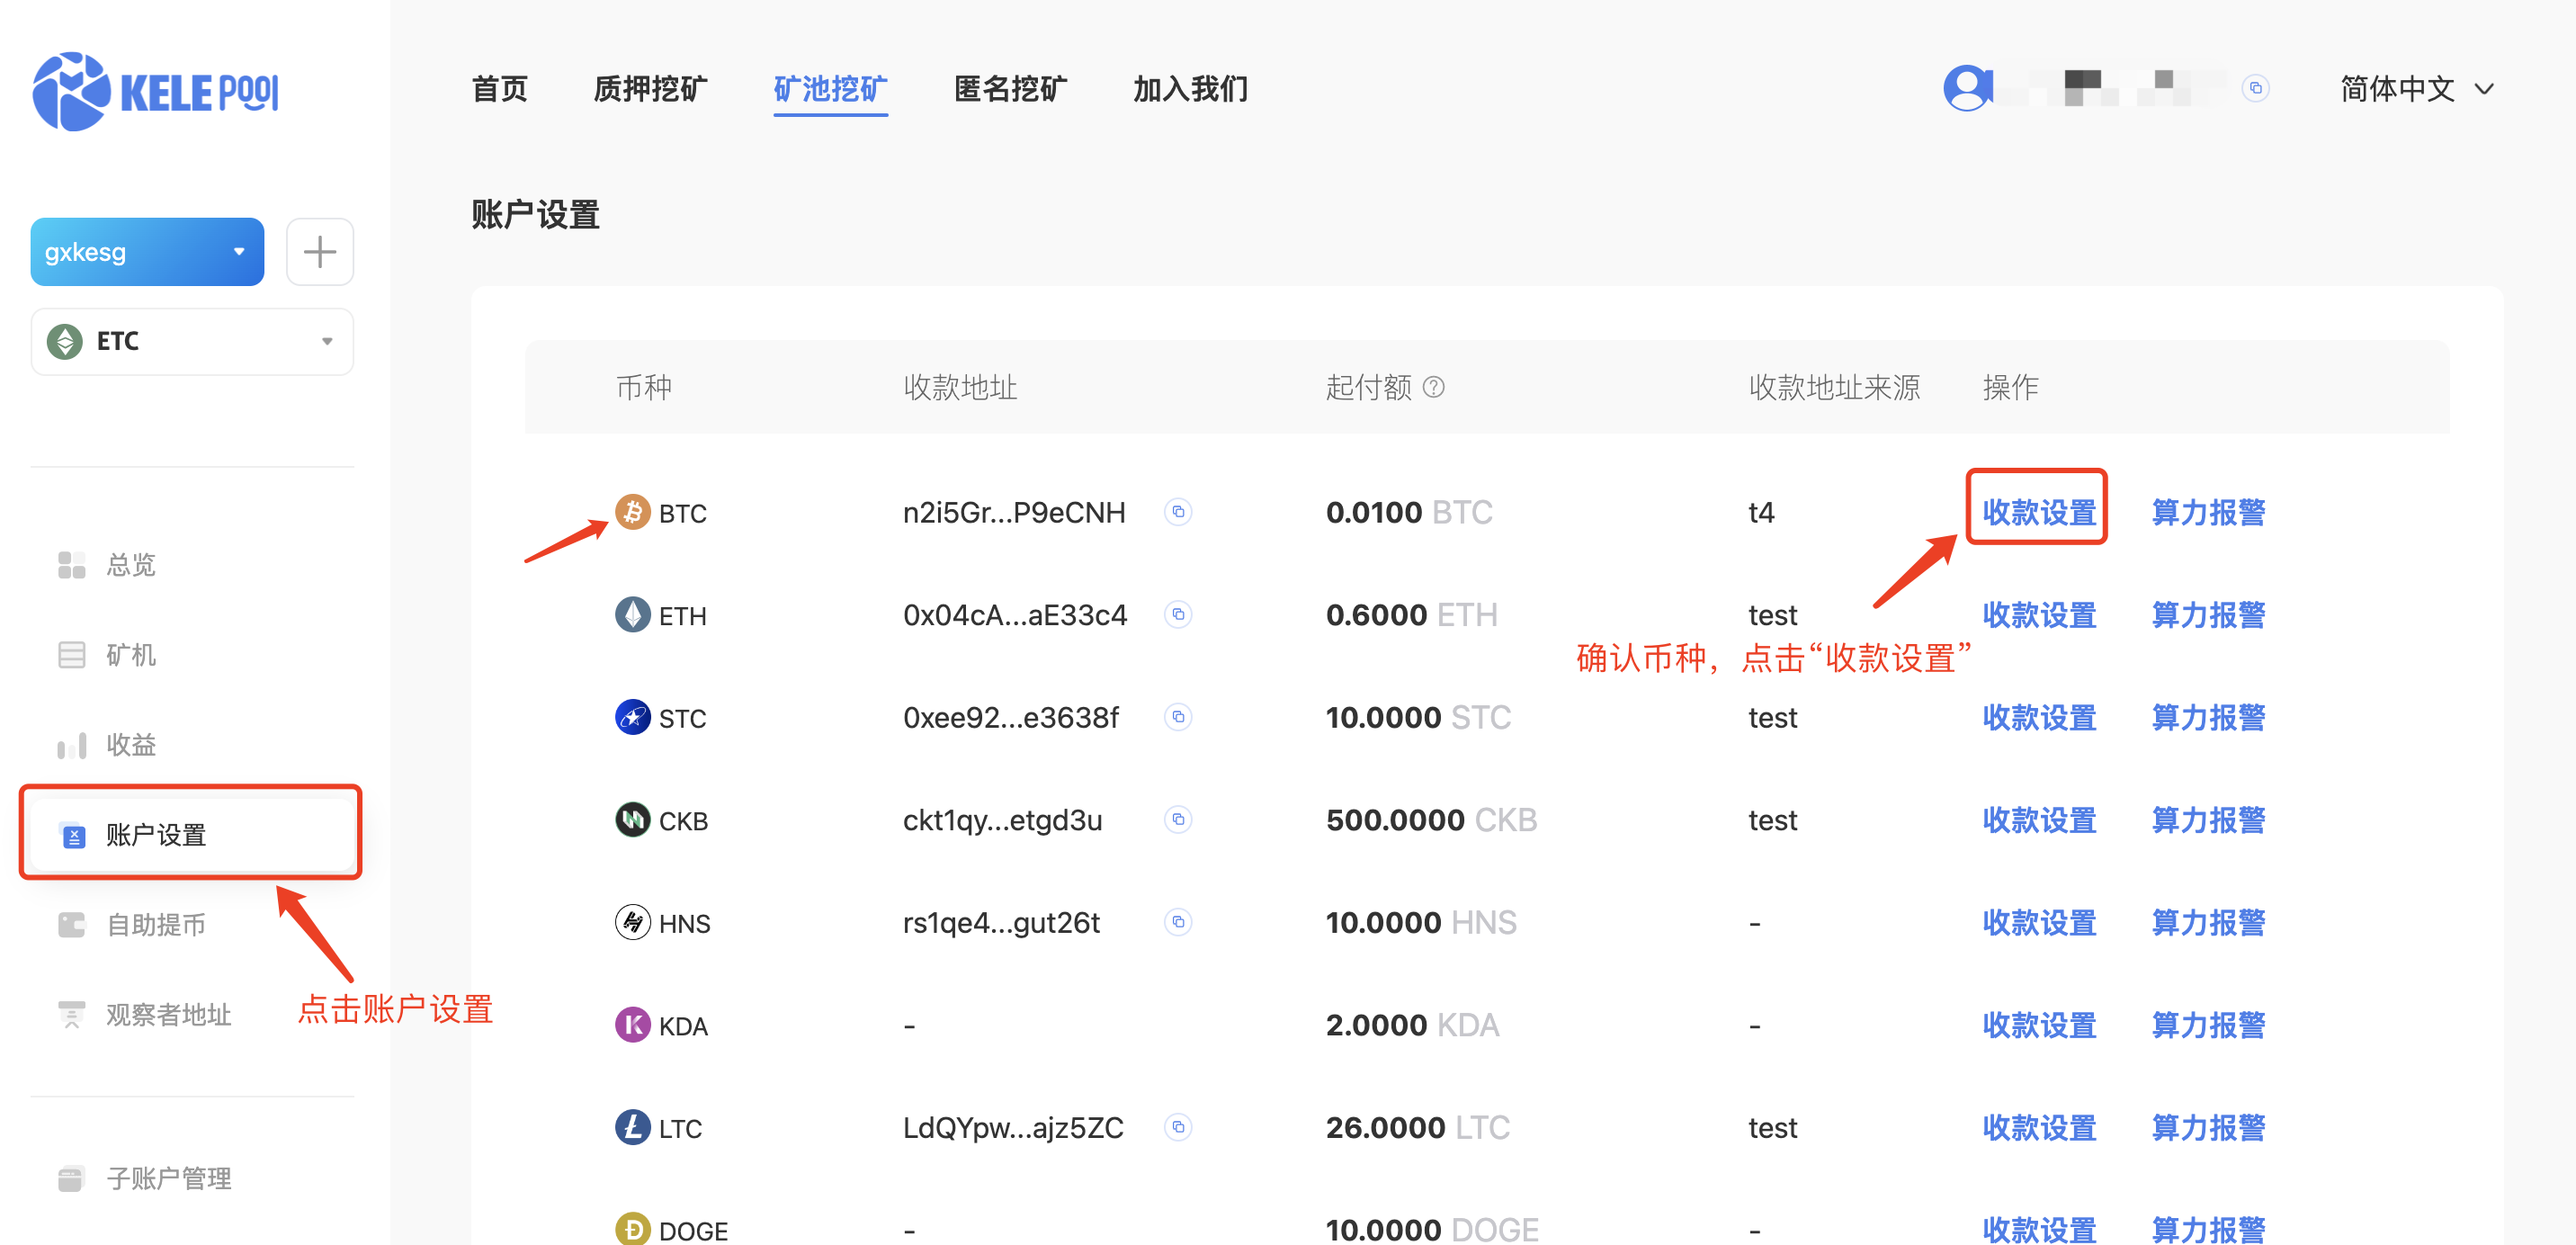 KELE POOl
首页 质押挖矿 矿池挖矿 匿名挖矿 加入我们 简体中文
gxkesg
ETC
总览
矿机
收益
账户设置
自助提币
观察者地址
点击账户设置
子账户管理
账户设置
币种 收款地址 起付额 收款地址来源 操作
BTC n2i5Gr...P9eCNH 0.0100 BTC t4 收款设置 算力报警
ETH 0x04cA...aE33c4 0.6000 ETH test 收款设置 算力报警
确认币种，点击“收款设置”
STC 0xee92...e3638f 10.0000 STC test 收款设置 算力报警
CKB ckt1qy...etgd3u 500.0000 CKB test 收款设置 算力报警
HNS rs1qe4...gut26t 10.0000 HNS - 收款设置 算力报警
KDA - 2.0000 KDA - 收款设置 算力报警
LTC LdQYpw...ajz5ZC 26.0000 LTC test 收款设置 算力报警
DOGE - 10.0000 DOGE - 收款设置 算力报警